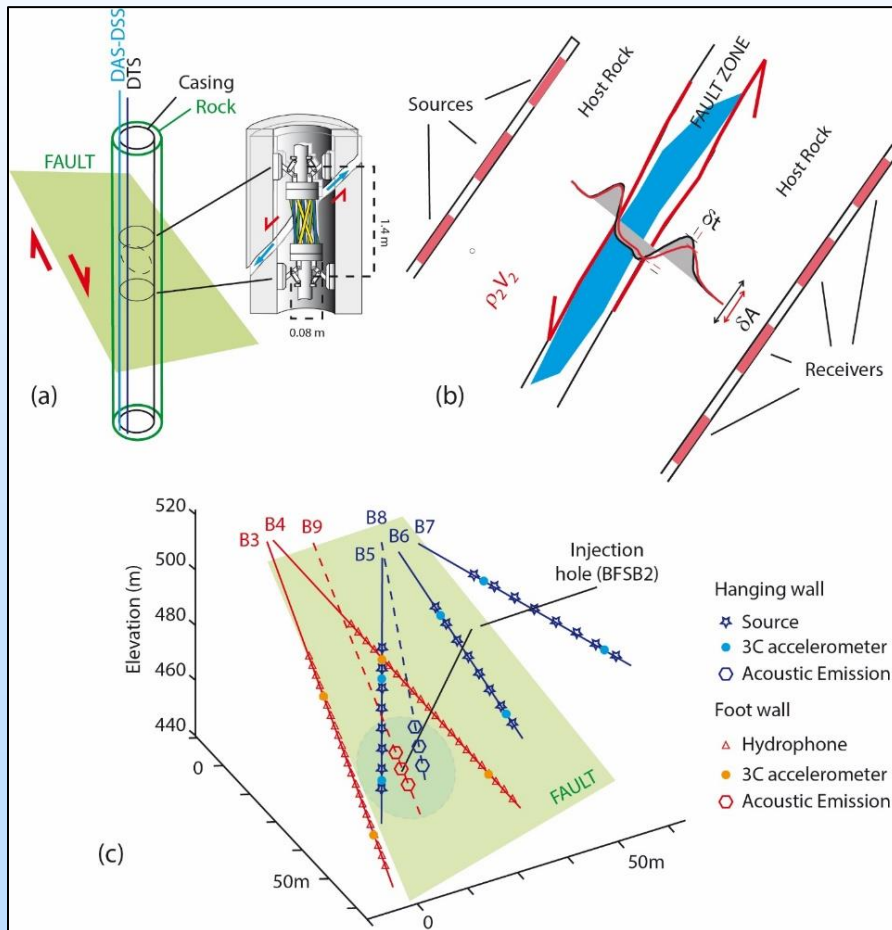 DAS-DSS
DTS
Casing
Rock
FAULT
1.4 m
0.08 m
(a)
Sources
Host Rock
FAULT ZONE
Host Rock
δt
ρ₂V₂
δA
Receivers
(b)
520
500
480
460
440
Elevation (m)
0
50m
0
50m
B3
B4
B9
B8
B5
B6
B7
Injection
hole (BFSB2)
FAULT
(c)
Hanging wall
Source
3C accelerometer
Acoustic Emission
Foot wall
Hydrophone
3C accelerometer
Acoustic Emission